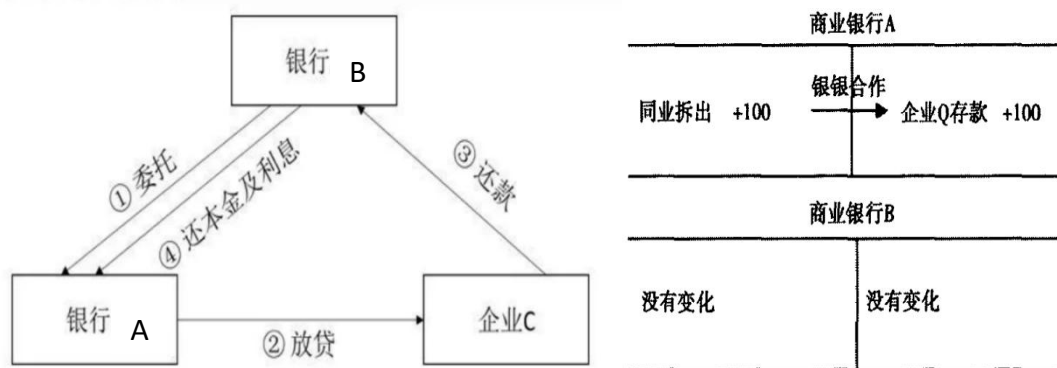 银行 B
① 委托
④ 还本金及利息
③ 还款
银行 A
② 放贷
企业C
商业银行A
同业拆出 +100
银银合作
企业Q存款 +100
商业银行B
没有变化
没有变化